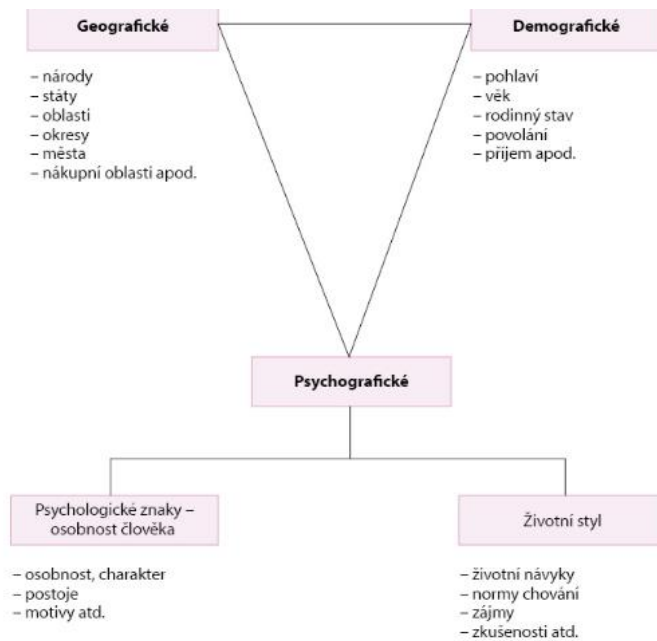 Geografické
– národy
– státy
– oblasti
– okresy
– města
– nákupní oblasti apod.
Demografické
– pohlaví
– věk
– rodinný stav
– povolání
– příjem apod.
Psychografické
Psychologické znaky –
osobnost člověka
– osobnost, charakter
– postoje
– motivy atd.
Životní styl
– životní návyky
– normy chování
– zájmy
– zkušenosti atd.